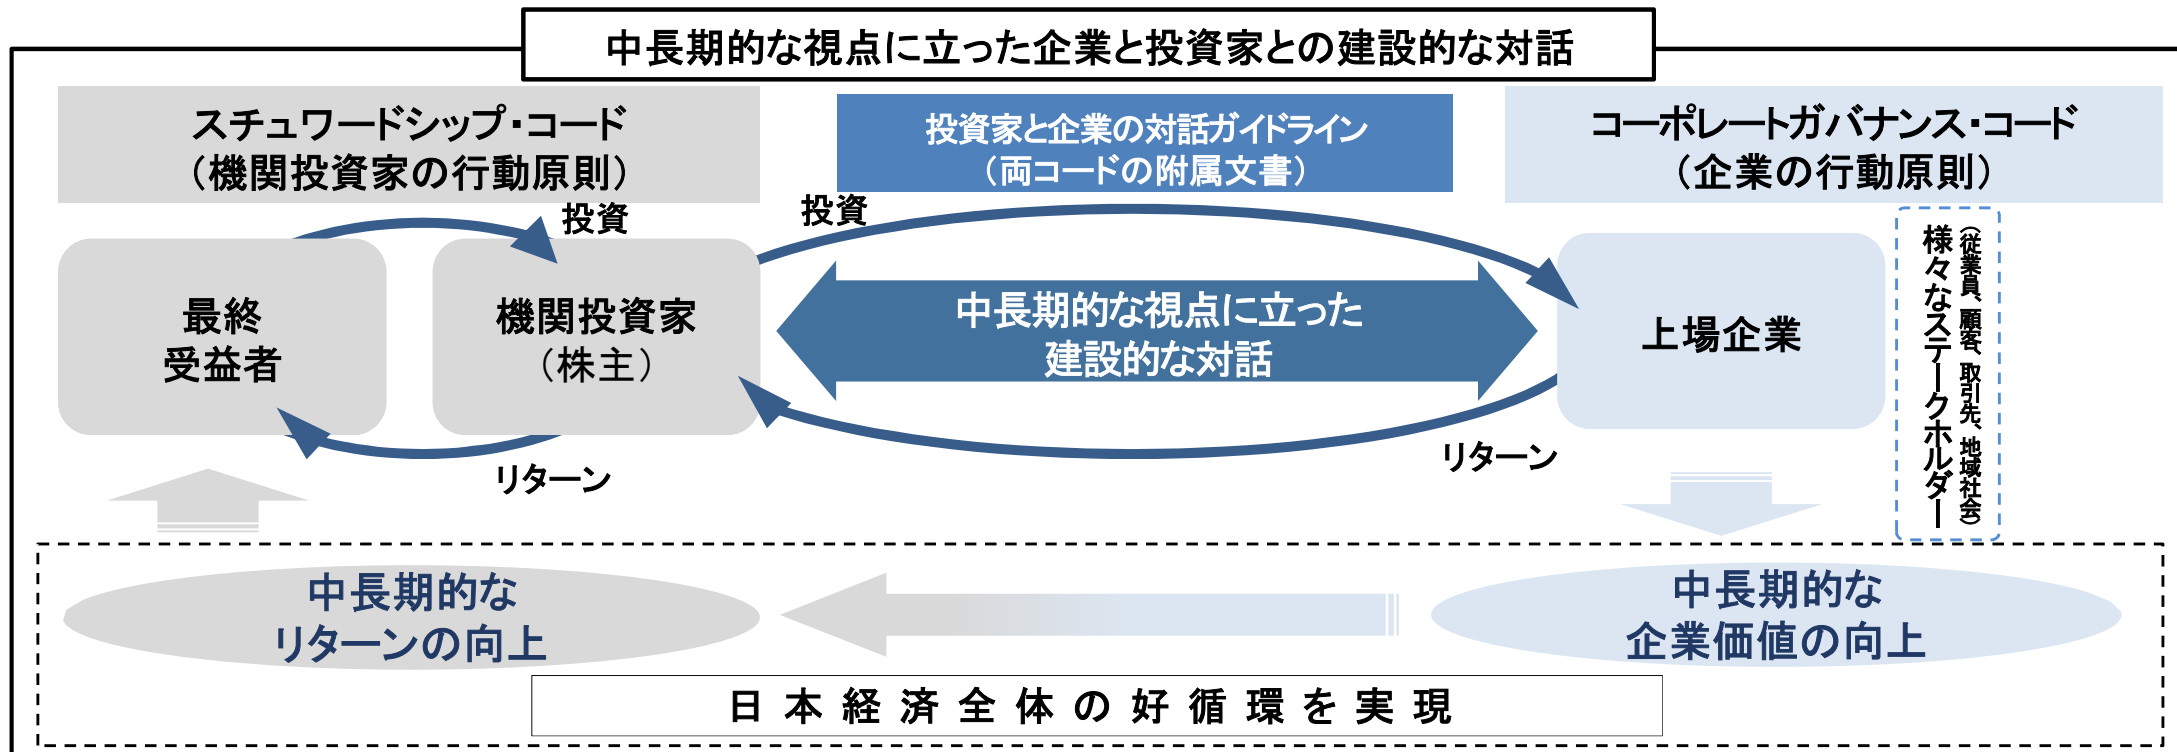 中長期的な視点に立った企業と投資家との建設的な対話
スチュワードシップ・コード
（機関投資家の行動原則）
投資家と企業の対話ガイドライン
（両コードの附属文書）
コーポレートガバナンス・コード
（企業の行動原則）
投資
投資
最終
受益者
機関投資家
（株主）
中長期的な視点に立った
建設的な対話
上場企業
様々なステークホルダー
（従業員、顧客、取引先、地域社会）
リターン
リターン
中長期的な
リターンの向上
中長期的な
企業価値の向上
日本経済全体の好循環を実現